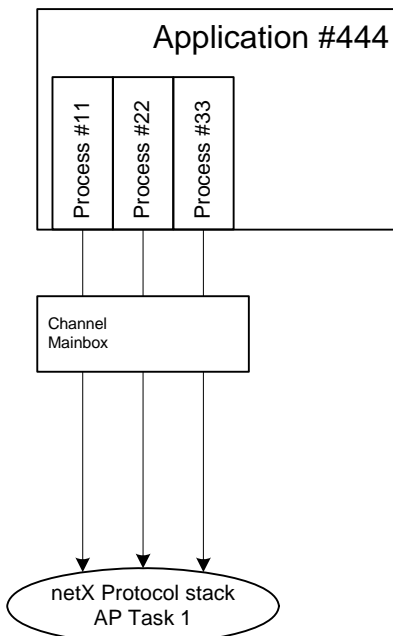 Application #444
Process #11
Process #22
Process #33
Channel
Mainbox
netX Protocol stack
AP Task 1